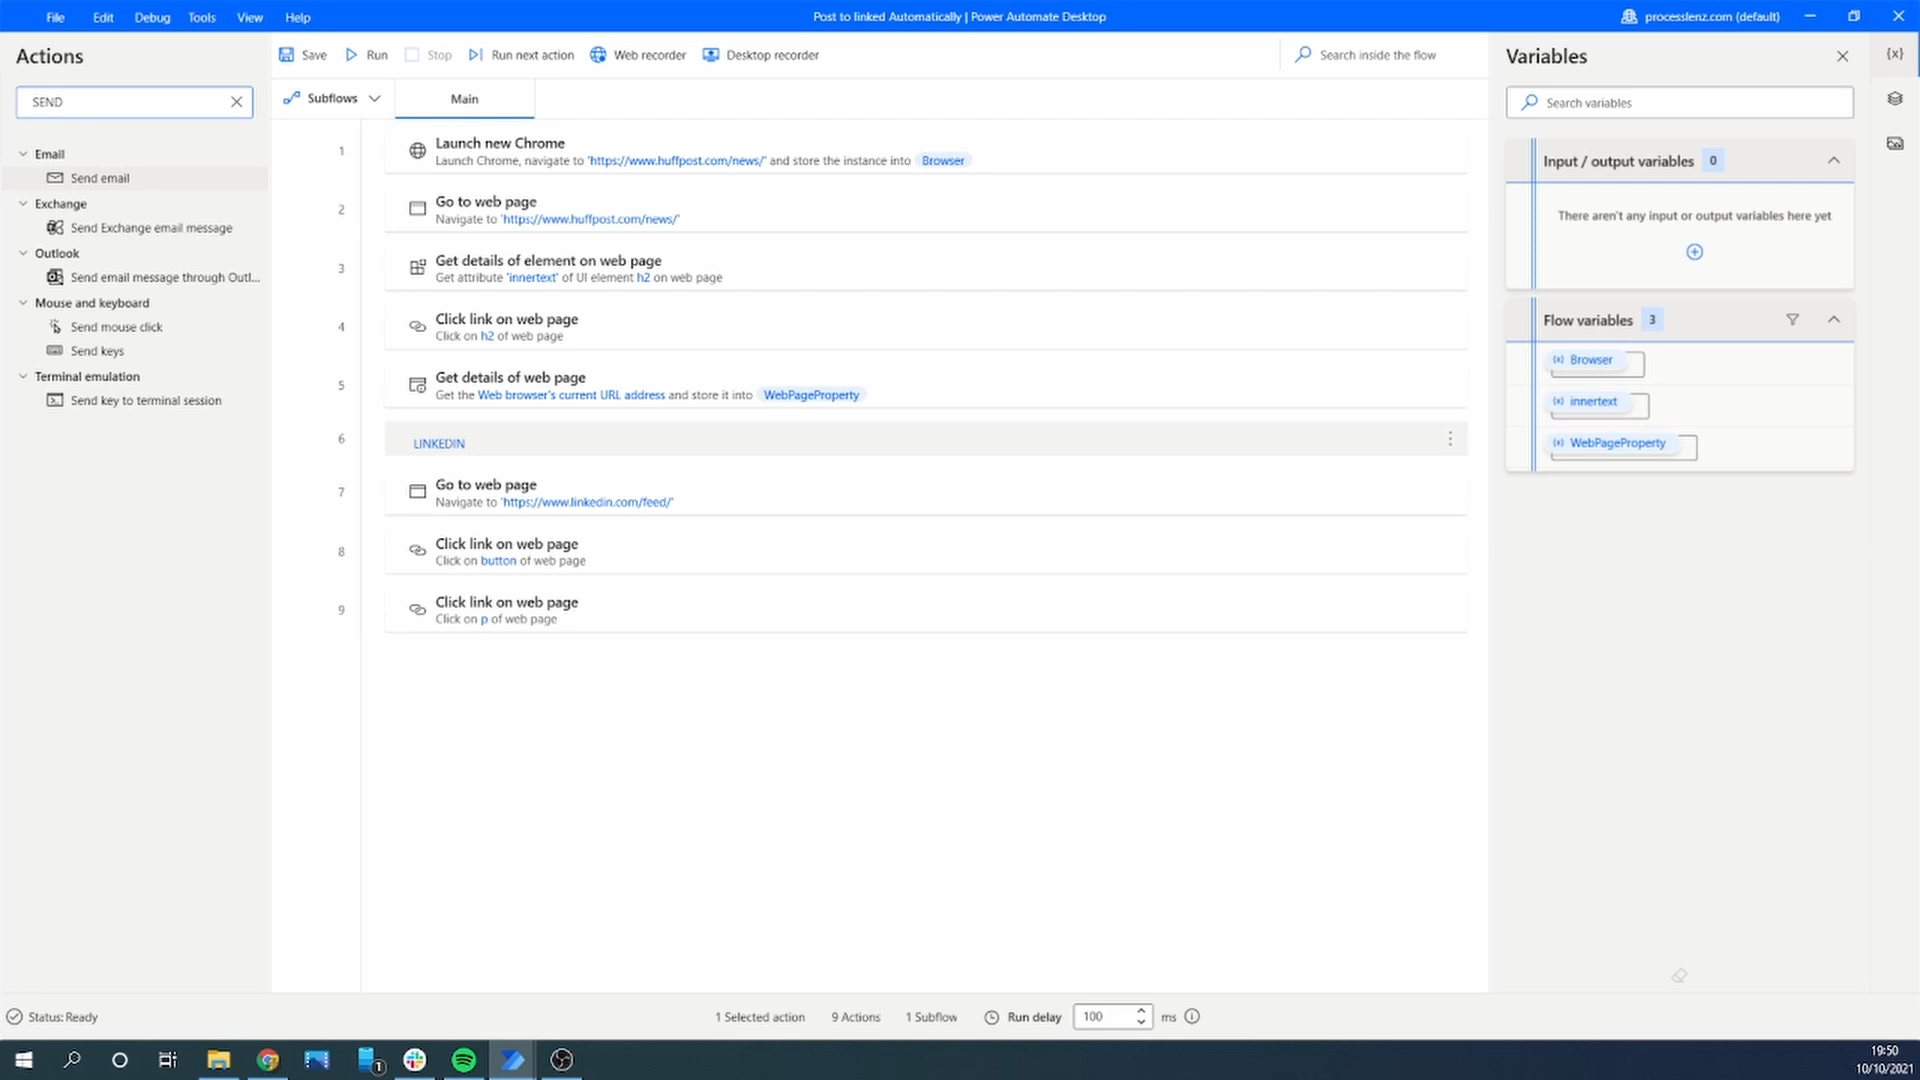 File Edit Debug Tools View Help
Post to linked Automatically | Power Automate Desktop
processlenz.com (default)
Actions
SEND
Email
Send email
Exchange
Send Exchange email message
Outlook
Send email message through Outl...
Mouse and keyboard
Send mouse click
Send keys
Terminal emulation
Send key to terminal session
Save Run Stop Run next action Web recorder Desktop recorder
Search inside the flow
Subflows Main
1 Launch new Chrome
Launch Chrome, navigate to 'https://www.huffpost.com/news/' and store the instance into Browser
2 Go to web page
Navigate to 'https://www.huffpost.com/news/'
3 Get details of element on web page
Get attribute 'innertext' of UI element h2 on web page
4 Click link on web page
Click on h2 of web page
5 Get details of web page
Get the Web browser's current URL address and store it into WebPageProperty
6 LINKEDIN
7 Go to web page
Navigate to 'https://www.linkedin.com/feed/'
8 Click link on web page
Click on button of web page
9 Click link on web page
Click on p of web page
Variables
{x}
Search variables
Input / output variables 0
There aren't any input or output variables here yet
Flow variables 3
{x} Browser
{x} innertext
{x} WebPageProperty
Status: Ready
1 Selected action 9 Actions 1 Subflow Run delay 100 ms
1
19:50
10/10/2021